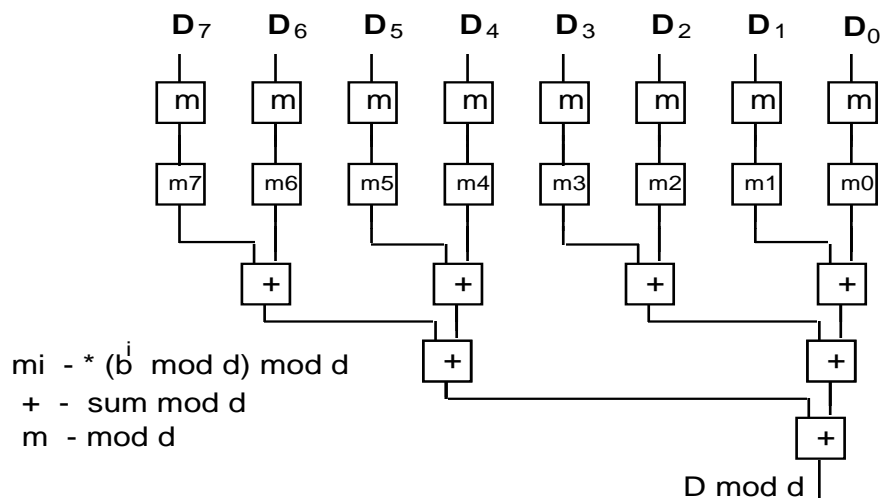 D7 D6 D5 D4 D3 D2 D1 D0
m m m m m m m m
m7 m6 m5 m4 m3 m2 m1 m0
+ + + +
+ +
mi - * (b^i mod d) mod d
+ - sum mod d
m - mod d
+
D mod d